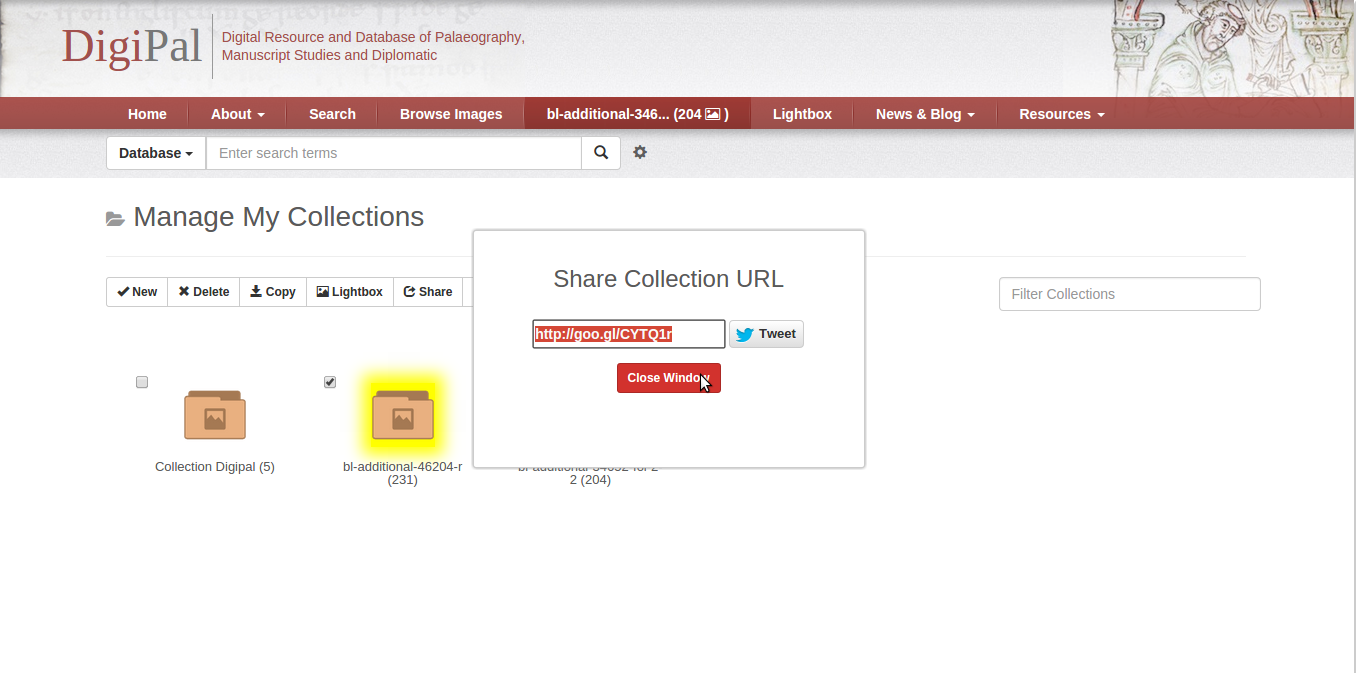 DigiPal
Digital Resource and Database of Palaeography,
Manuscript Studies and Diplomatic
Home About Search Browse Images bl-additional-346... (204 ) Lightbox News & Blog Resources
Database Enter search terms
Manage My Collections
New Delete Copy Lightbox Share
Filter Collections
Share Collection URL
http://goo.gl/CYTQ1r Tweet
Close Window
Collection Digipal (5)
bl-additional-46204-r
(231)
2 (204)